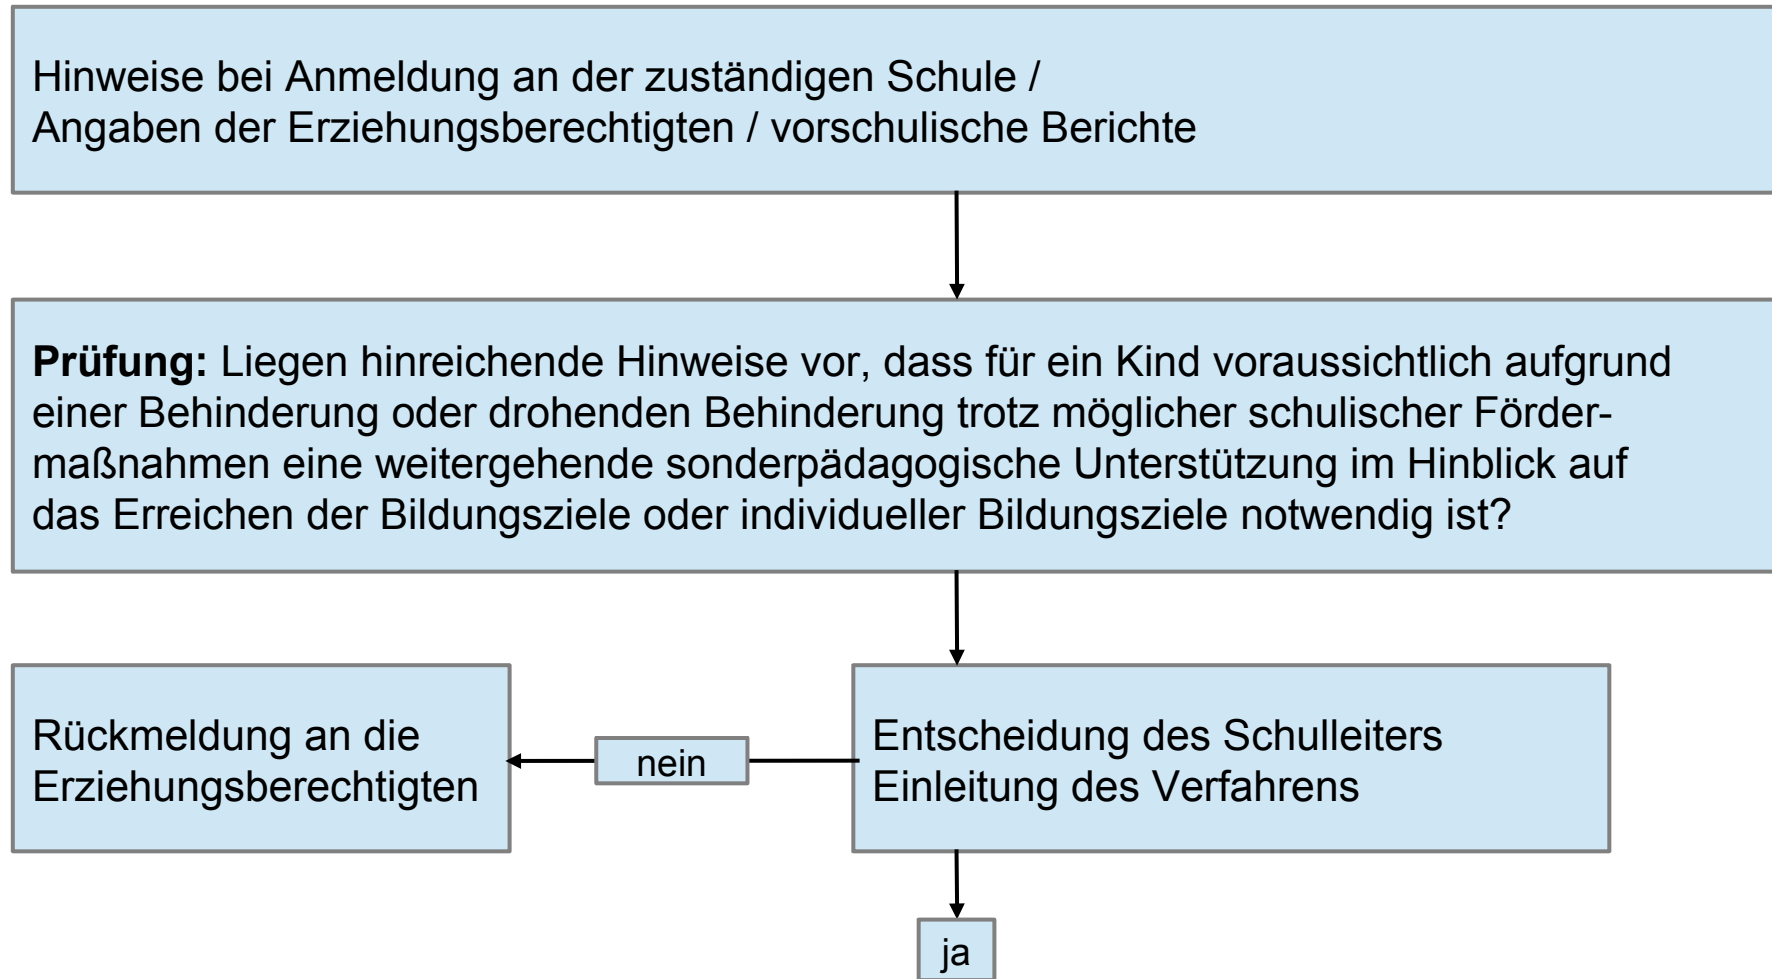 Hinweise bei Anmeldung an der zuständigen Schule /
Angaben der Erziehungsberechtigten / vorschulische Berichte
Prüfung: Liegen hinreichende Hinweise vor, dass für ein Kind voraussichtlich aufgrund
einer Behinderung oder drohenden Behinderung trotz möglicher schulischer Förder-
maßnahmen eine weitergehende sonderpädagogische Unterstützung im Hinblick auf
das Erreichen der Bildungsziele oder individueller Bildungsziele notwendig ist?
Rückmeldung an die
Erziehungsberechtigten
nein
Entscheidung des Schulleiters
Einleitung des Verfahrens
ja